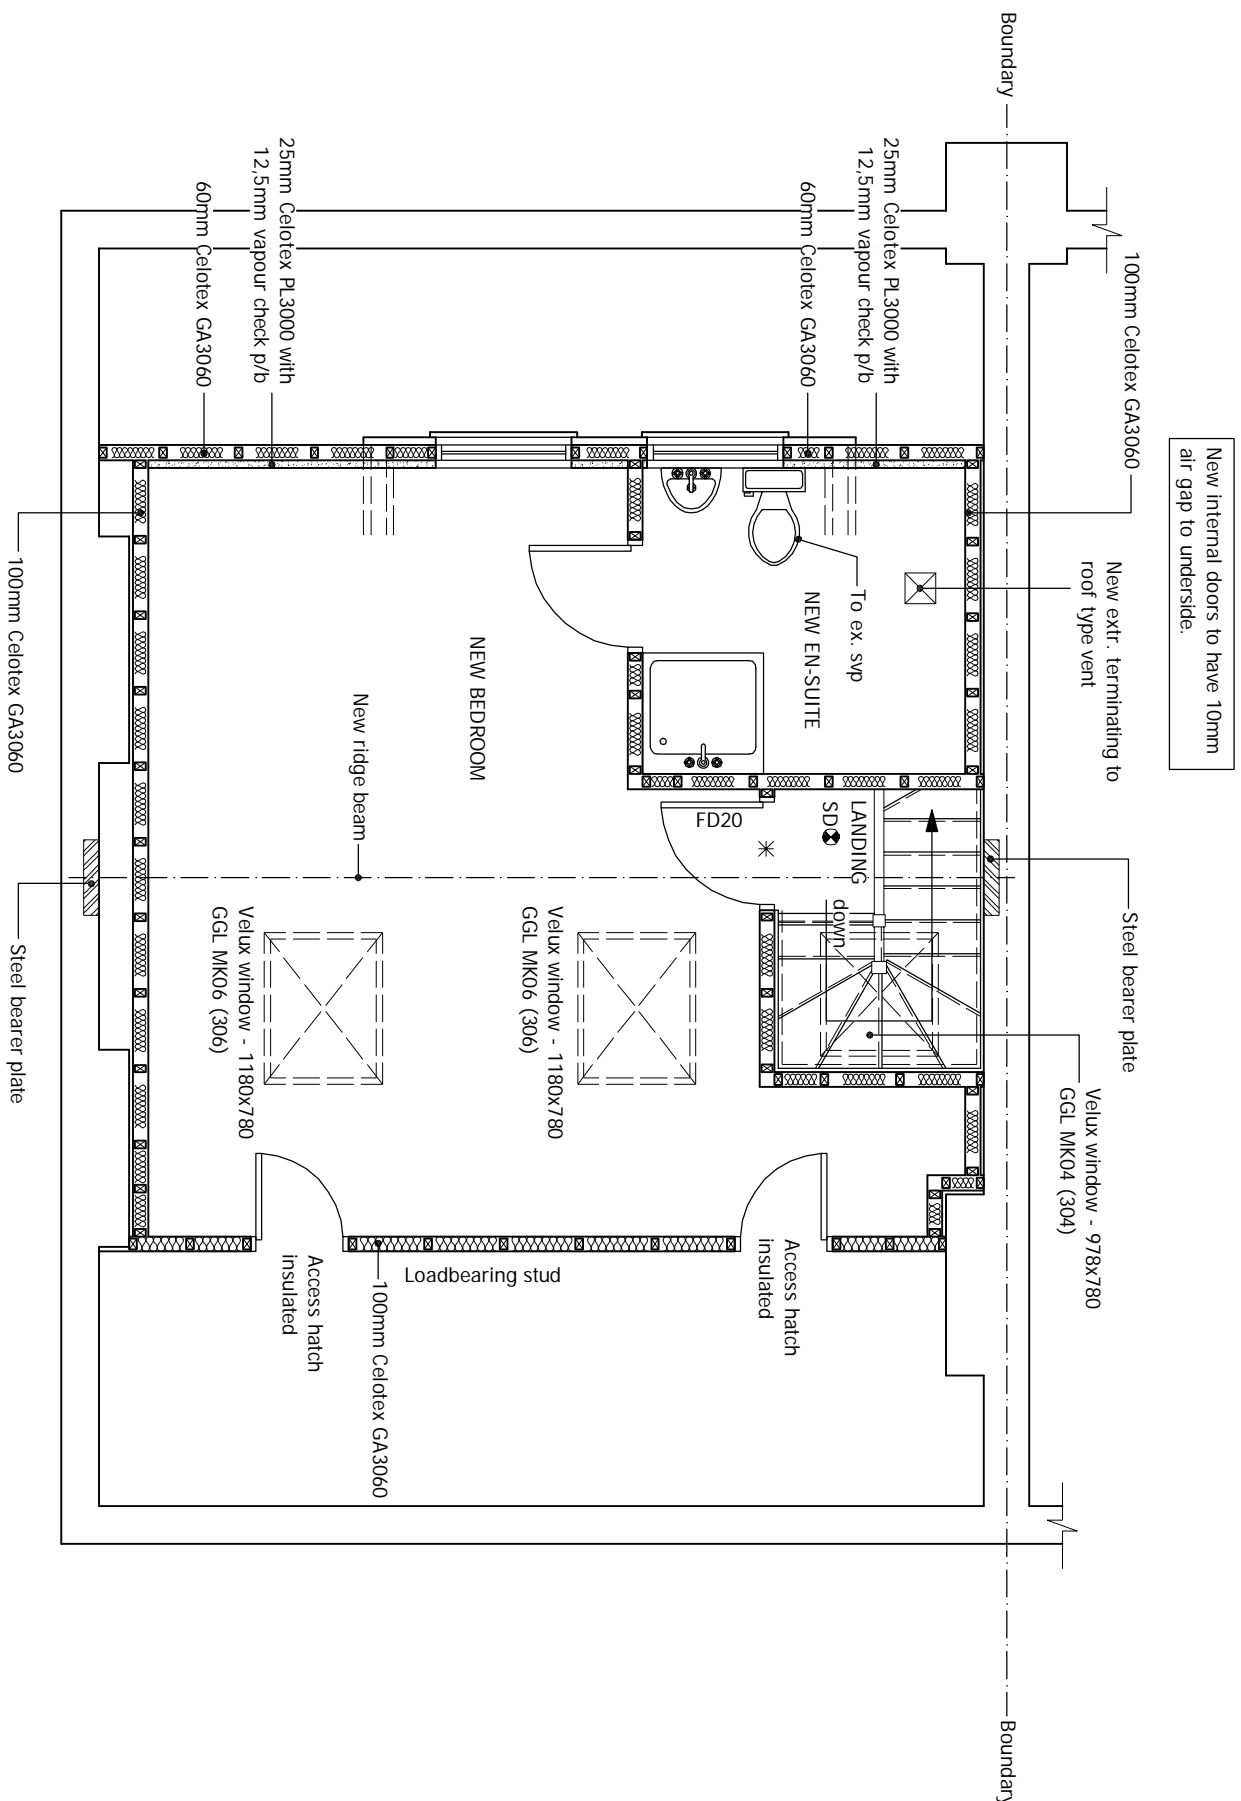 Boundary
New internal doors to have 10mm
air gap to underside.
100mm Celotex GA3060
New extr. terminating to
roof type vent
Steel bearer plate
Velux window - 978x780
GGL MK04 (304)
Boundary
25mm Celotex PL3000 with
12,5mm vapour check p/b
60mm Celotex GA3060
To ex. svp
NEW EN-SUITE
LANDING
SD
down
FD20
Access hatch
insulated
Velux window - 1180x780
GGL MK06 (306)
NEW BEDROOM
Loadbearing stud
100mm Celotex GA3060
New ridge beam
25mm Celotex PL3000 with
12,5mm vapour check p/b
60mm Celotex GA3060
Velux window - 1180x780
GGL MK06 (306)
Access hatch
insulated
100mm Celotex GA3060
Steel bearer plate